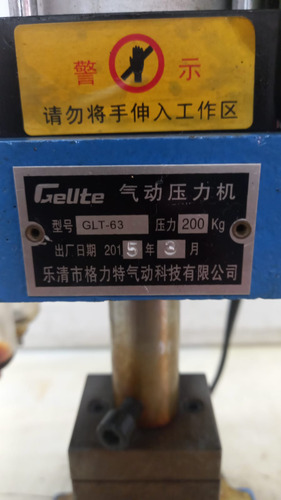 警 示
请勿将手伸入工作区
Gelite 气动压力机
型号 GLT-63 压力 200 Kg
出厂日期 2015年 3月
乐清市格力特气动科技有限公司